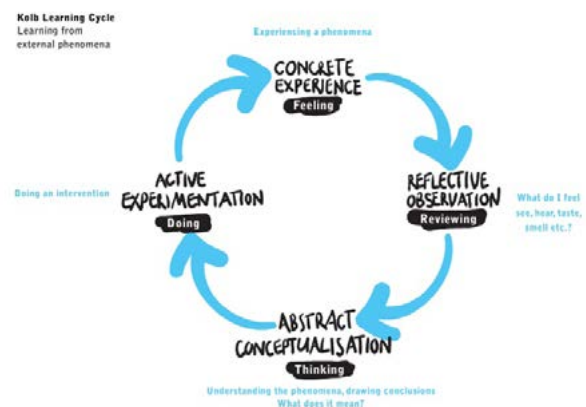 Kolb Learning Cycle
Learning from
external phenomena
Experiencing a phenomena
CONCRETE
EXPERIENCE
Feeling
REFLECTIVE
OBSERVATION
Reviewing
What do I feel
see, hear, taste,
smell etc.?
ABSTRACT
CONCEPTUALISATION
Thinking
Understanding the phenomena, drawing conclusions
What does it mean?
ACTIVE
EXPERIMENTATION
Doing
Doing an intervention